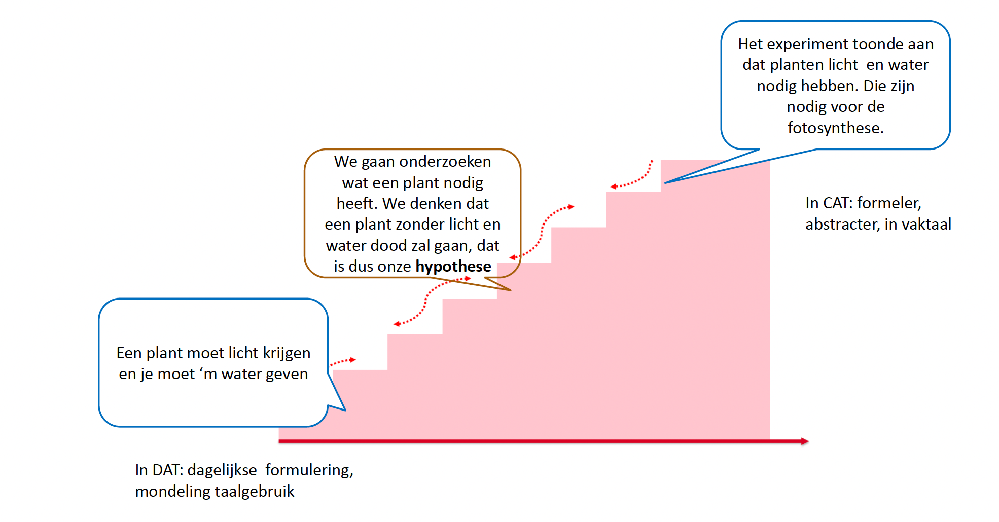 Het experiment toonde aan
dat planten licht  en water
nodig hebben. Die zijn
nodig voor de
fotosynthese.
We gaan onderzoeken
wat een plant nodig
heeft. We denken dat
een plant zonder licht en
water dood zal gaan, dat
is dus onze hypothese
In CAT: formeler,
abstracter, in vaktaal
Een plant moet licht krijgen
en je moet ‘m water geven
In DAT: dagelijkse  formulering,
mondeling taalgebruik